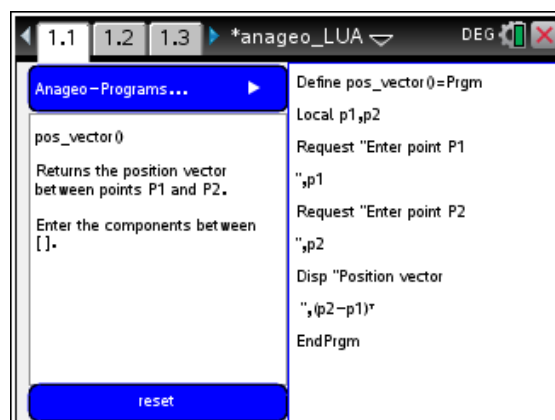 1.1 1.2 1.3 *anageo_LUA DEG
Anageo-Programs...
pos_vector()
Returns the position vector
between points P1 and P2.
Enter the components between
[ ].
reset
Define pos_vector()=Prgm
Local p1,p2
Request "Enter point P1
",p1
Request "Enter point P2
",p2
Disp "Position vector
",(p2-p1)ᵀ
EndPrgm